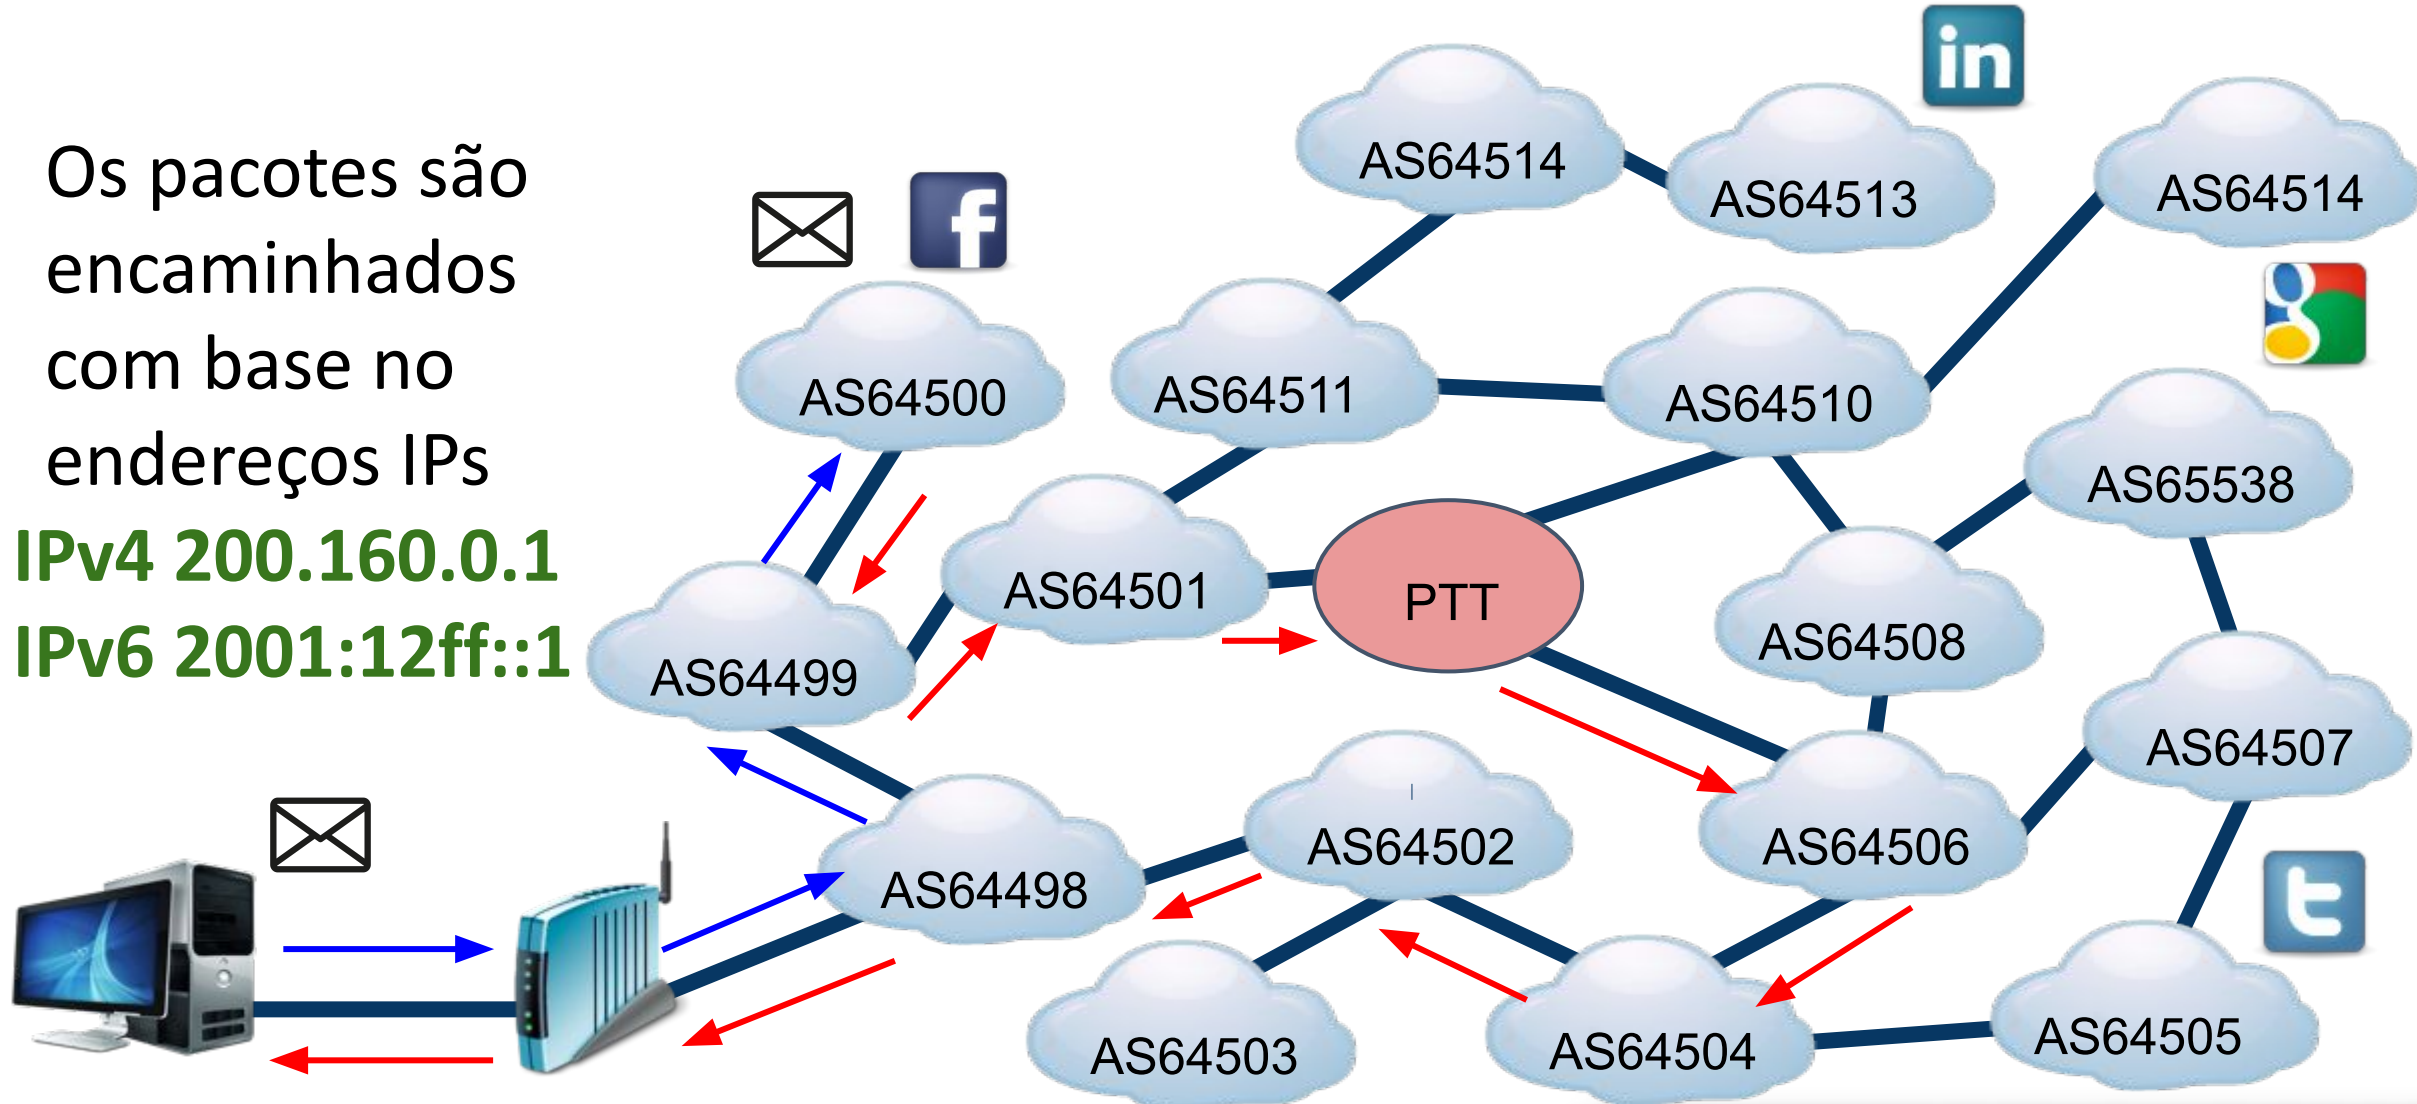 Os pacotes são
encaminhados
com base no
endereços IPs
IPv4 200.160.0.1
IPv6 2001:12ff::1
in
f
g
t
AS64514
AS64513
AS64514
AS64500
AS64511
AS64510
AS65538
AS64501
PTT
AS64508
AS64499
AS64507
AS64502
AS64506
AS64498
AS64503
AS64504
AS64505